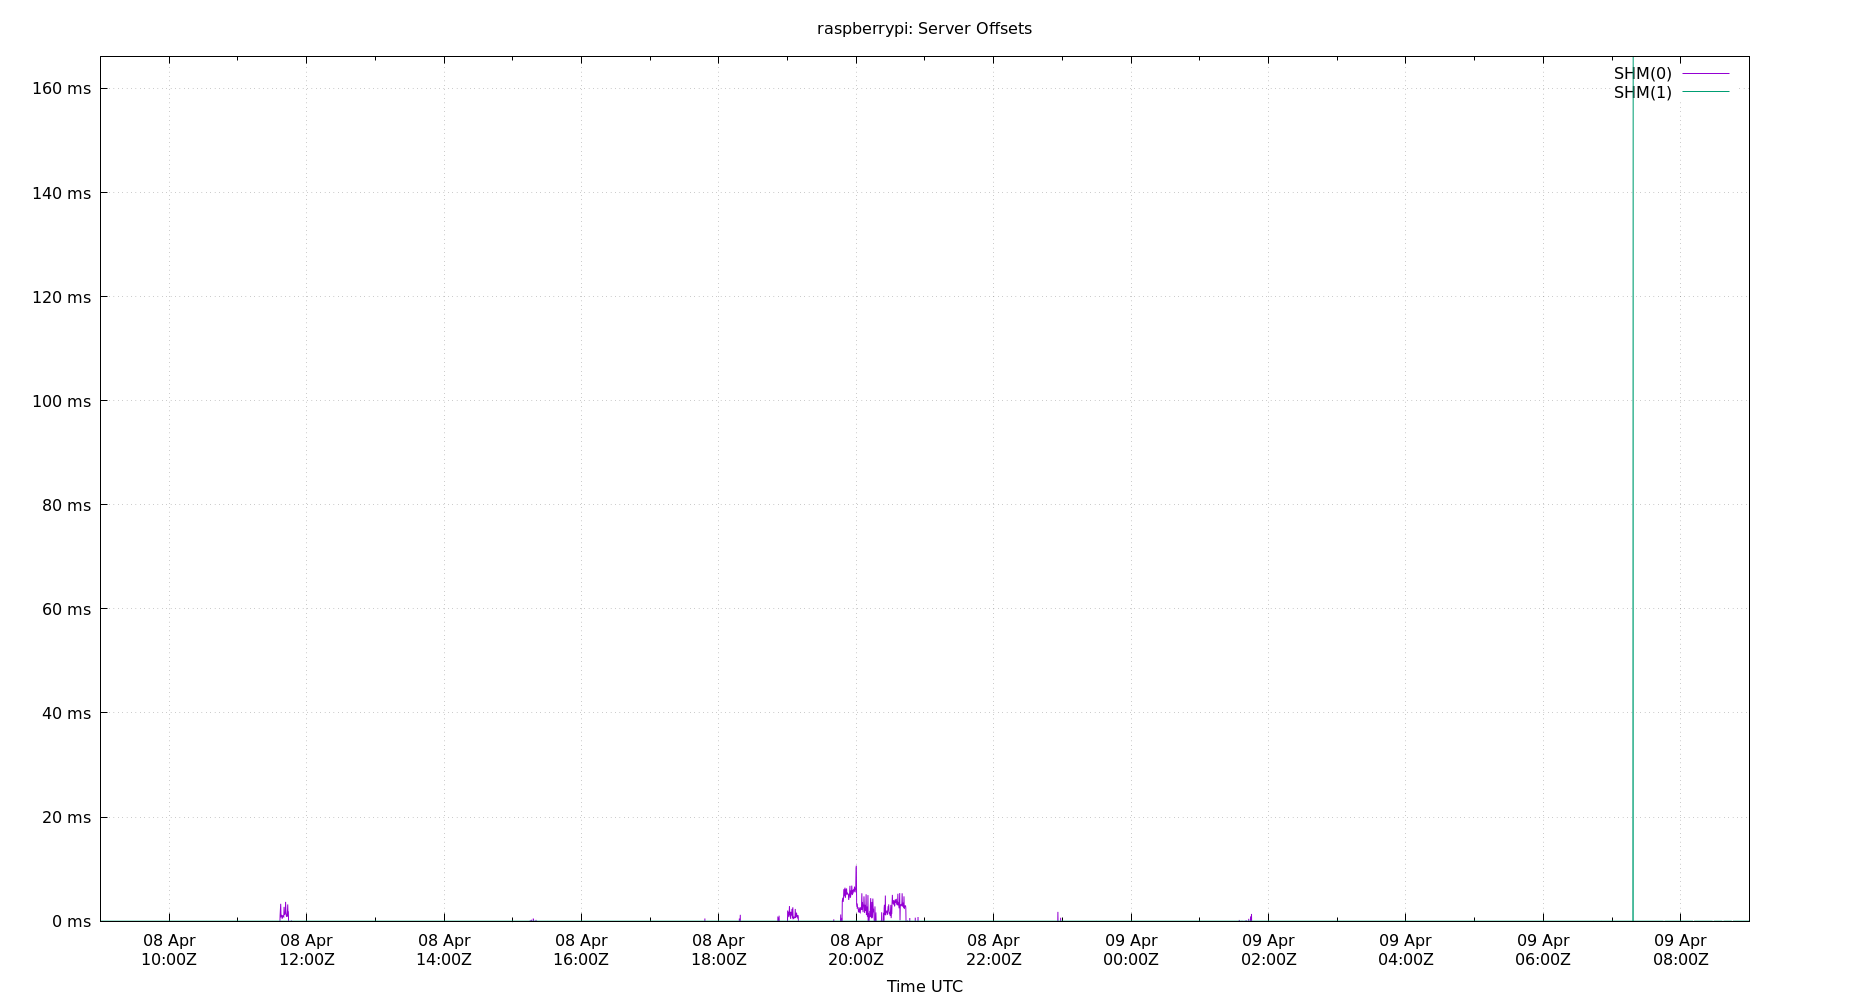 raspberrypi: Server Offsets
SHM(0)
SHM(1)
160 ms
140 ms
120 ms
100 ms
80 ms
60 ms
40 ms
20 ms
0 ms
08 Apr 08 Apr 08 Apr 08 Apr 08 Apr 08 Apr 08 Apr 09 Apr 09 Apr 09 Apr 09 Apr 09 Apr
10:00Z 12:00Z 14:00Z 16:00Z 18:00Z 20:00Z 22:00Z 00:00Z 02:00Z 04:00Z 06:00Z 08:00Z
Time UTC